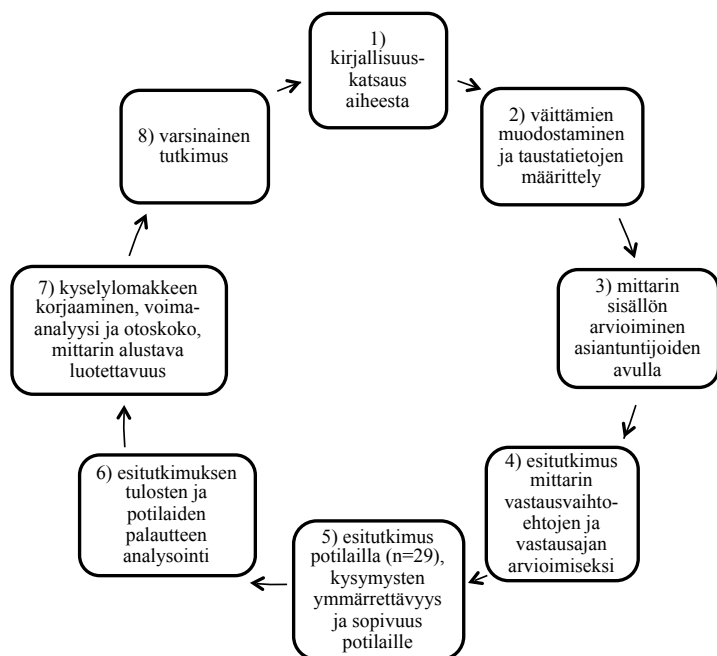 1)
kirjallisuus-
katsaus
aiheesta
2) väittämien
muodostaminen
ja taustatietojen
määrittely
3) mittarin
sisällön
arvioiminen
asiantuntijoiden
avulla
4) esitutkimus
mittarin
vastausvaihto-
ehtojen ja
vastausajan
arvioimiseksi
5) esitutkimus
potilailla (n=29),
kysymysten
ymmärrettävyys
ja sopivuus
potilaille
6) esitutkimuksen
tulosten ja
potilaiden
palautteen
analysointi
7) kyselylomakkeen
korjaaminen, voima-
analyysi ja otoskoko,
mittarin alustava
luotettavuus
8) varsinainen
tutkimus